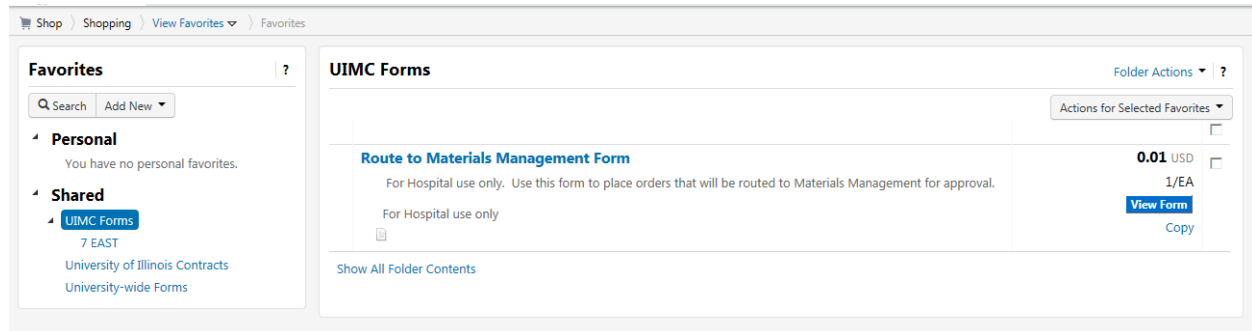 Shop Shopping View Favorites Favorites
Favorites ?
Search Add New
Personal
You have no personal favorites.
Shared
UIMC Forms
7 EAST
University of Illinois Contracts
University-wide Forms
UIMC Forms Folder Actions ?
Actions for Selected Favorites
Route to Materials Management Form 0.01 USD
For Hospital use only. Use this form to place orders that will be routed to Materials Management for approval. 1/EA
View Form
For Hospital use only
Copy
Show All Folder Contents